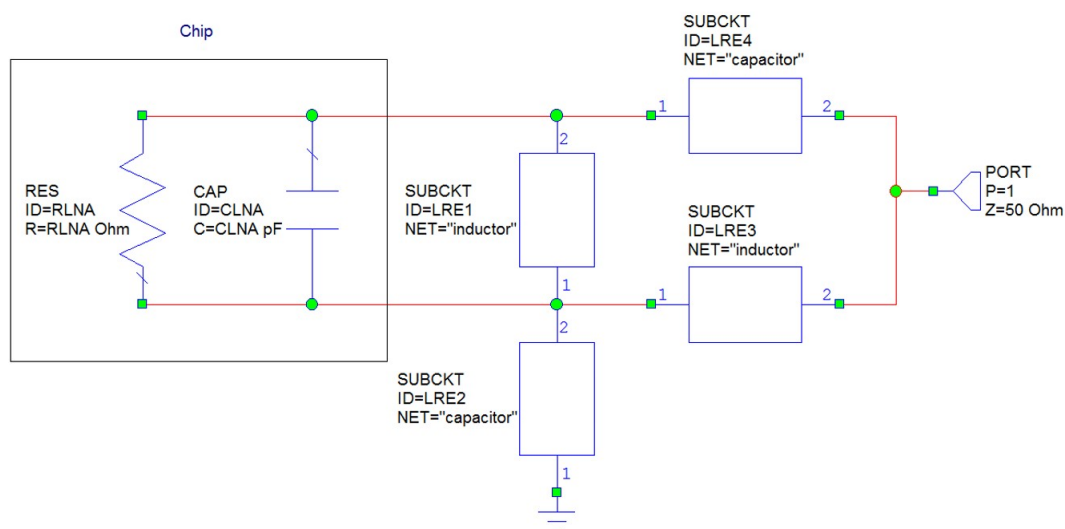 Chip
SUBCKT
ID=LRE4
NET="capacitor"
1
2
2
RES
ID=RLNA
R=RLNA Ohm
CAP
ID=CLNA
C=CLNA pF
SUBCKT
ID=LRE1
NET="inductor"
1
SUBCKT
ID=LRE3
NET="inductor"
1
2
PORT
P=1
Z=50 Ohm
2
SUBCKT
ID=LRE2
NET="capacitor"
1